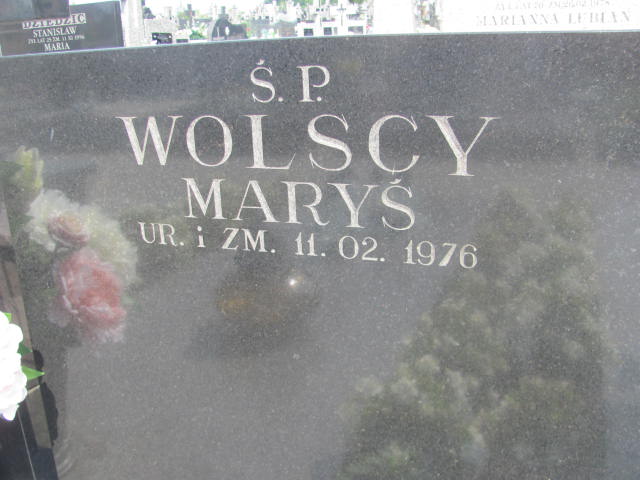 DZIEDZIC
STANISŁAW
MARIA
MARIANNA LEBIAN
Ś. P.
WOLSCY
MARYŚ
UR. i ZM. 11. 02. 1976